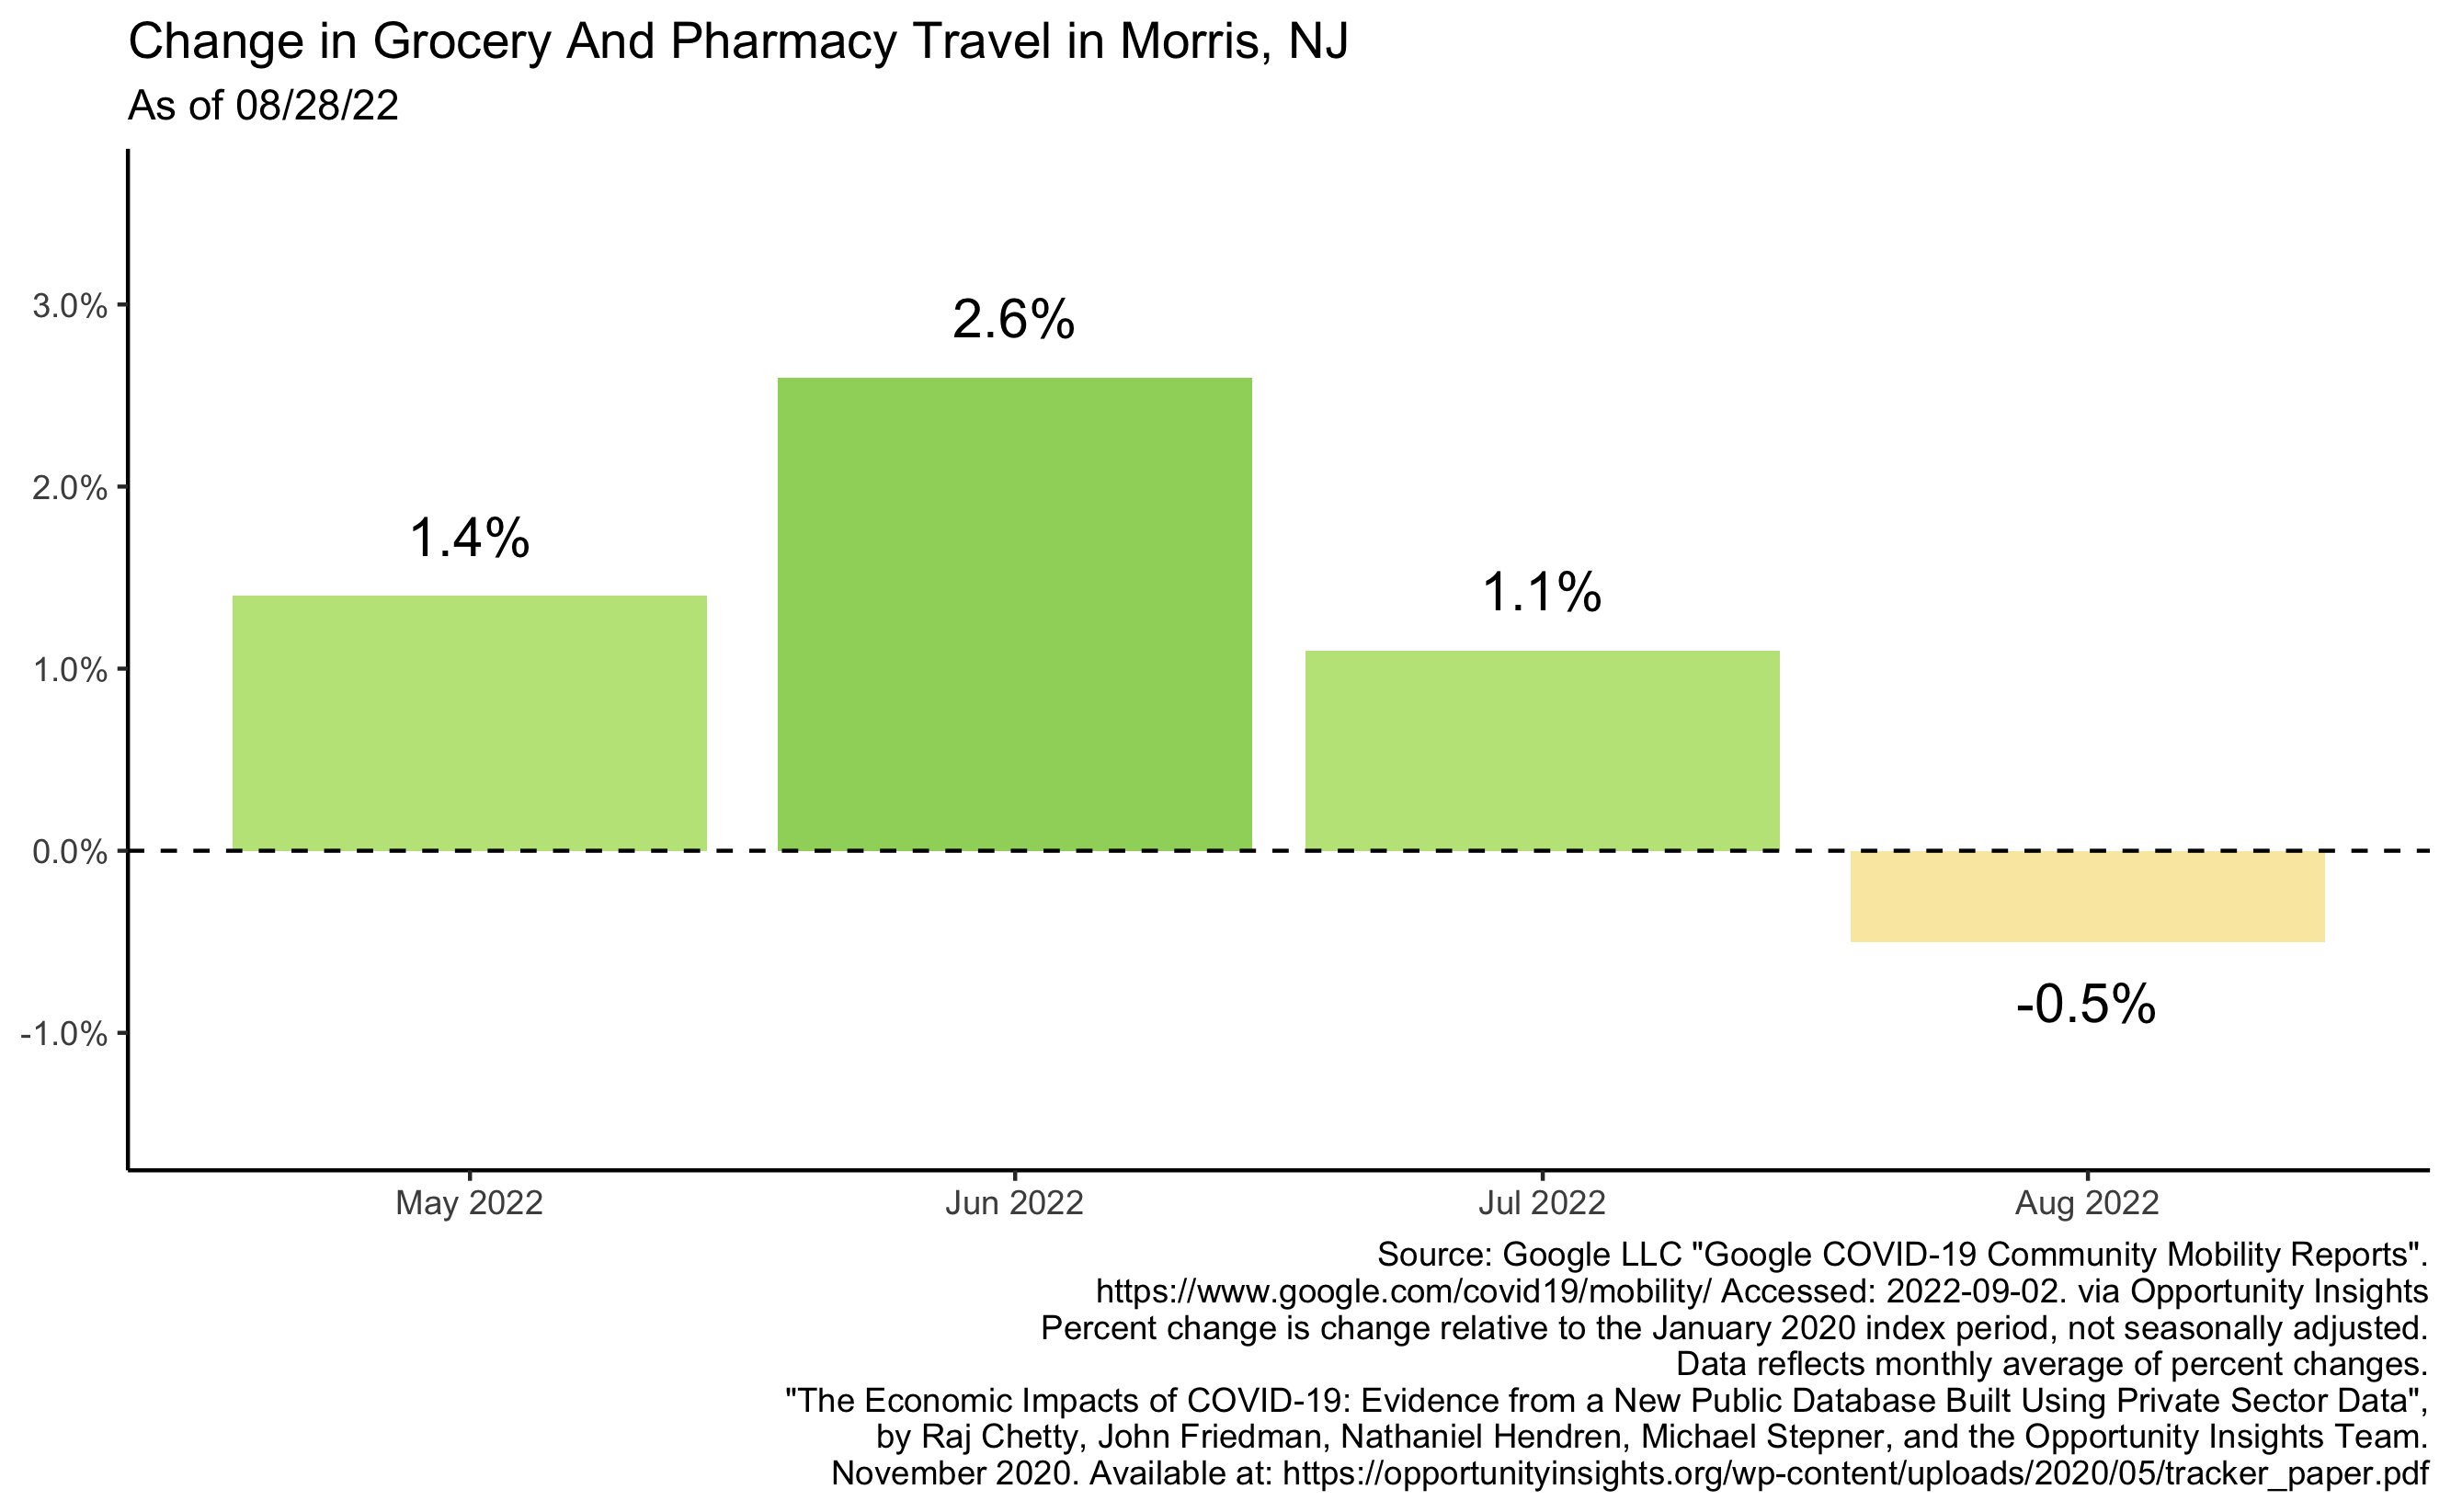 Change in Grocery And Pharmacy Travel in Morris, NJ
As of 08/28/22
3.0%
2.0%
1.0%
0.0%
-1.0%
1.4%
2.6%
1.1%
-0.5%
May 2022
Jun 2022
Jul 2022
Aug 2022
Source: Google LLC "Google COVID-19 Community Mobility Reports".
https://www.google.com/covid19/mobility/ Accessed: 2022-09-02. via Opportunity Insights
Percent change is change relative to the January 2020 index period, not seasonally adjusted.
Data reflects monthly average of percent changes.
"The Economic Impacts of COVID-19: Evidence from a New Public Database Built Using Private Sector Data",
by Raj Chetty, John Friedman, Nathaniel Hendren, Michael Stepner, and the Opportunity Insights Team.
November 2020. Available at: https://opportunityinsights.org/wp-content/uploads/2020/05/tracker_paper.pdf